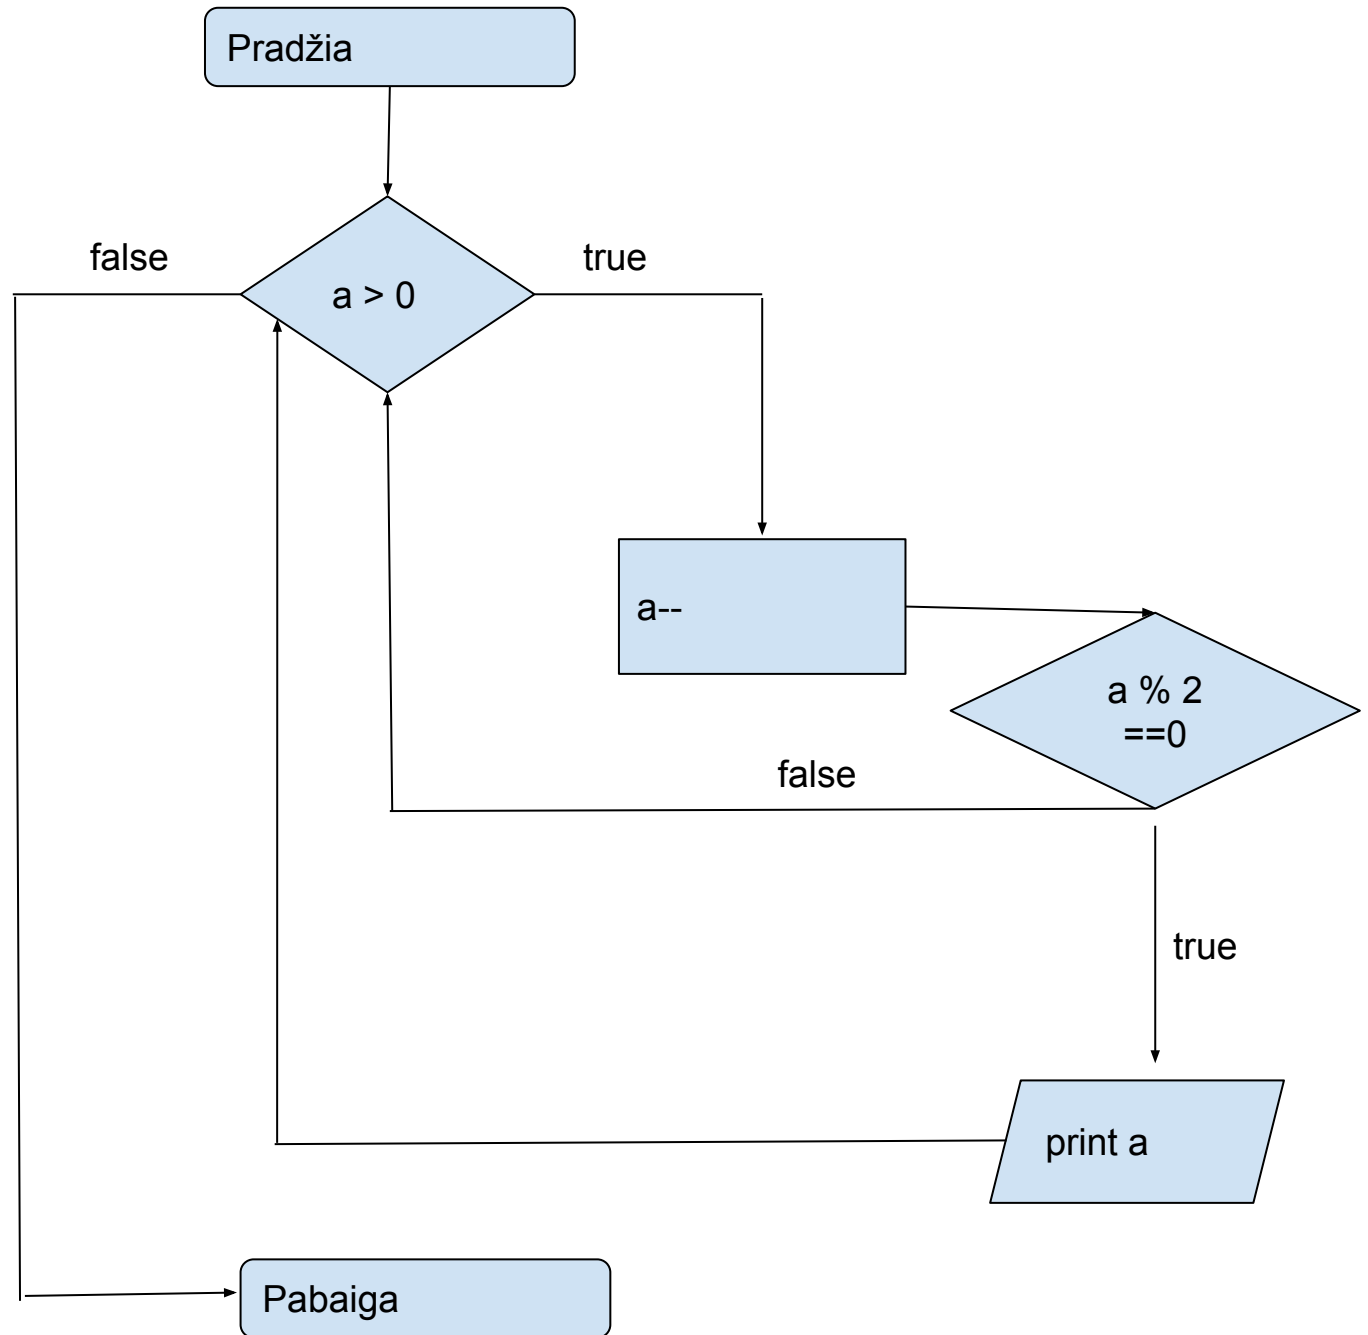 Pradžia
false
true
a > 0
a--
a % 2
==0
false
true
print a
Pabaiga